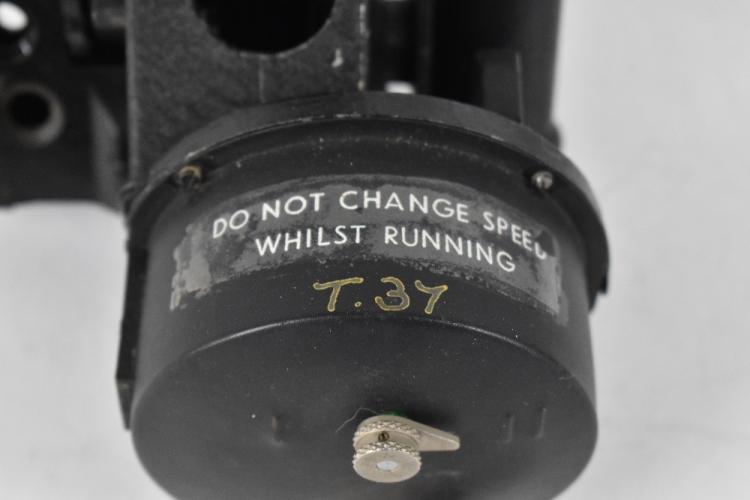 DO NOT CHANGE SPEED
WHILST RUNNING
T.37